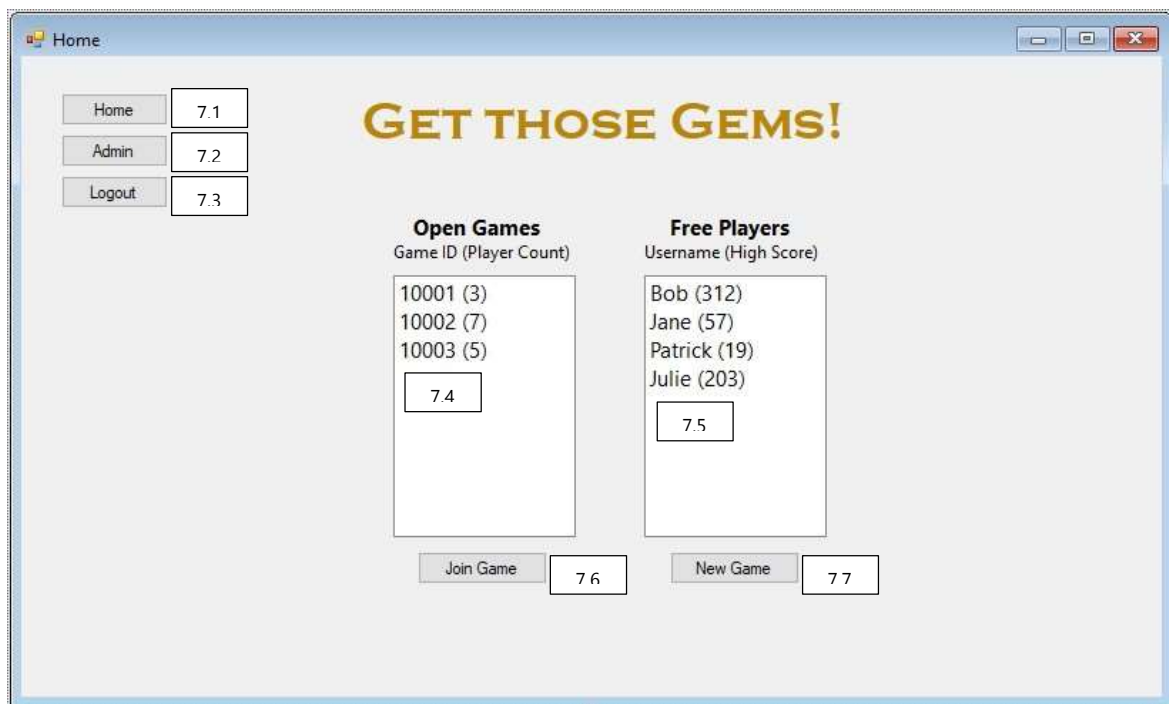 Home
Home 7.1
Admin 7.2
Logout 7.3
GET THOSE GEMS!
Open Games
Game ID (Player Count)
10001 (3)
10002 (7)
10003 (5)
7.4
Join Game 7.6
Free Players
Username (High Score)
Bob (312)
Jane (57)
Patrick (19)
Julie (203)
7.5
New Game 7.7